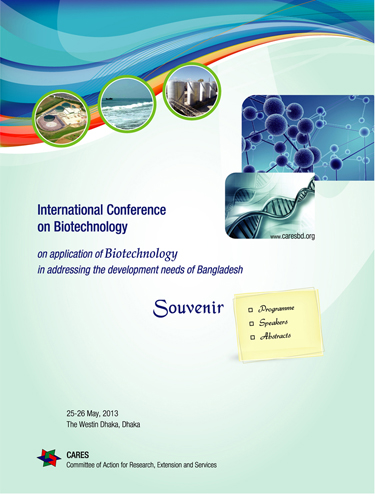 www.caresbd.org
International Conference
on Biotechnology
on application of Biotechnology
in addressing the development needs of Bangladesh
Souvenir
Programme
Speakers
Abstracts
25-26 May, 2013
The Westin Dhaka, Dhaka
CARES
Committee of Action for Research, Extension and Services